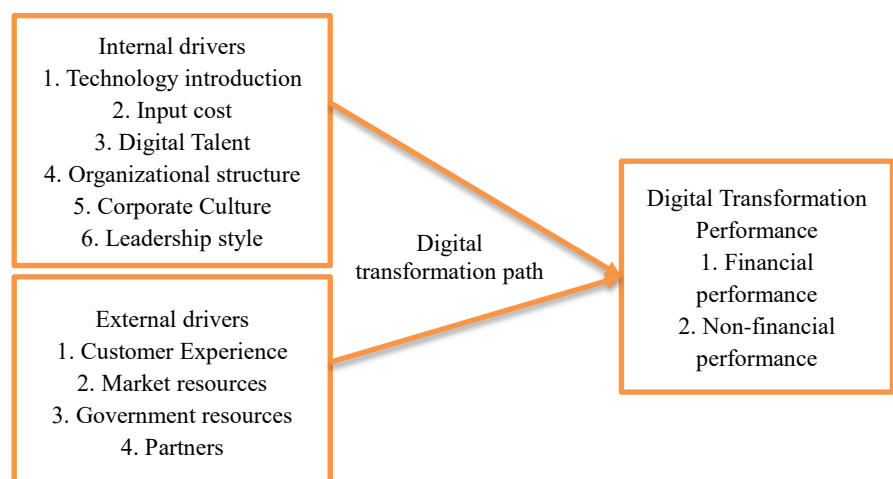 Internal drivers
1. Technology introduction
2. Input cost
3. Digital Talent
4. Organizational structure
5. Corporate Culture
6. Leadership style
External drivers
1. Customer Experience
2. Market resources
3. Government resources
4. Partners
Digital
transformation path
Digital Transformation
Performance
1. Financial
performance
2. Non-financial
performance